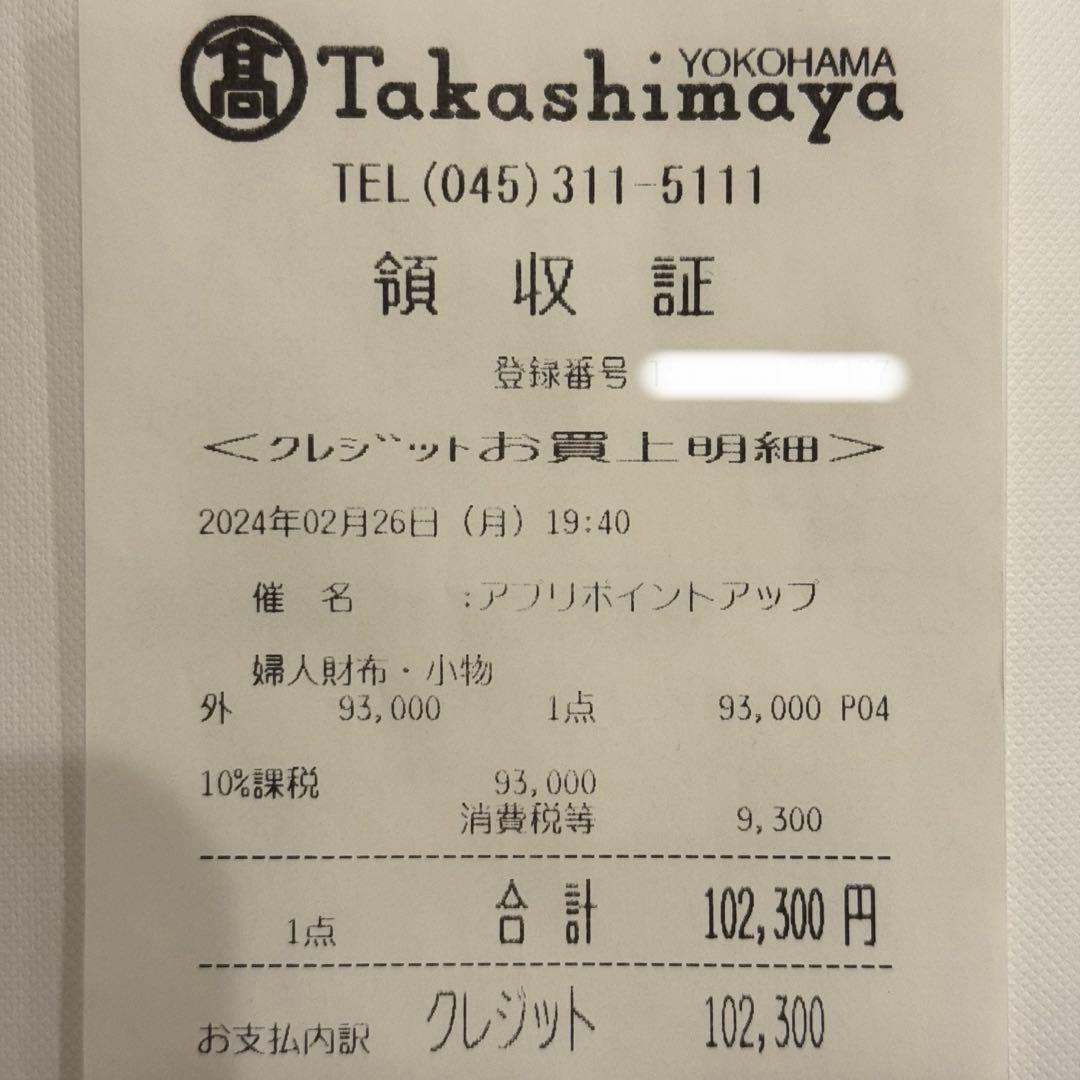 髙 Takashimaya YOKOHAMA
TEL(045)311-5111
領 収 証
登録番号
<クレジットお買上明細>
2024年02月26日(月) 19:40
催 名 :アプリポイントアップ
婦人財布・小物
外 93,000 1点 93,000 P04
10%課税 93,000
消費税等 9,300
1点 合 計 102,300 円
お支払内訳 クレジット 102,300